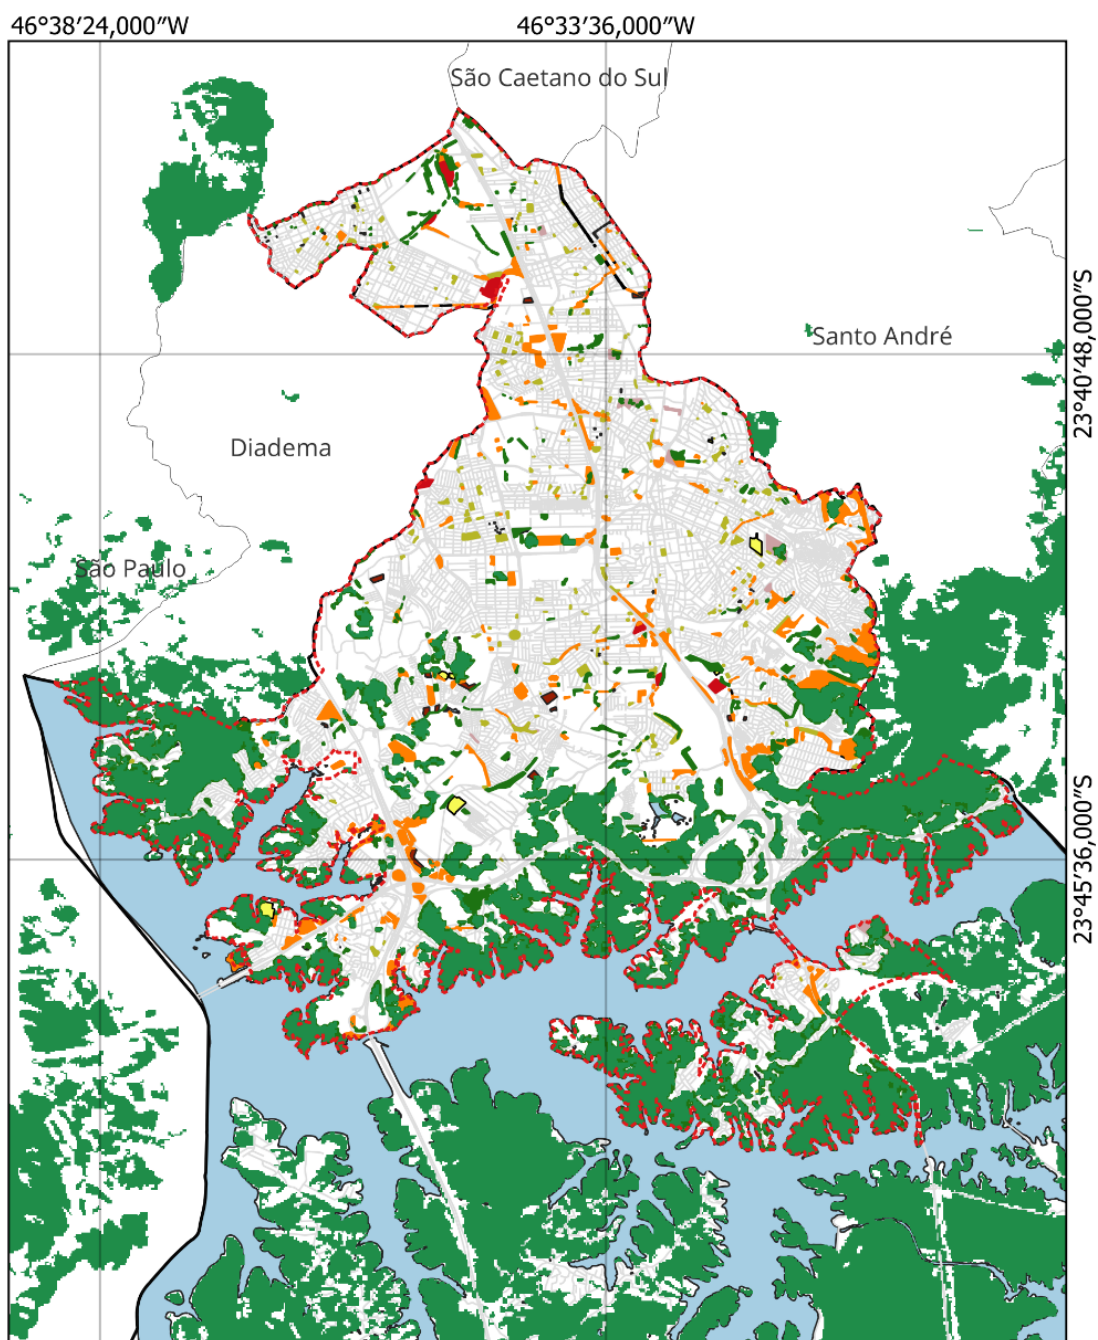 46°38′24,000″W
46°33′36,000″W
São Caetano do Sul
23°40′48,000″S
Santo André
Diadema
São Paulo
23°45′36,000″S